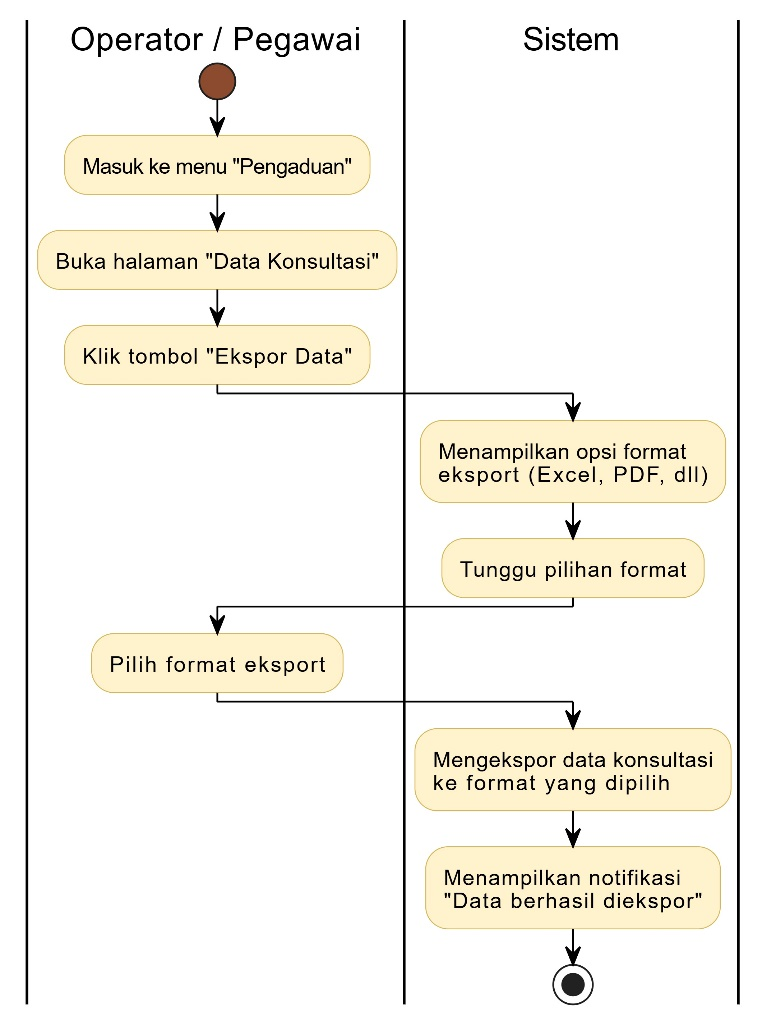 Operator / Pegawai
Sistem
Masuk ke menu "Pengaduan"
Buka halaman "Data Konsultasi"
Klik tombol "Ekspor Data"
Menampilkan opsi format
eksport (Excel, PDF, dll)
Tunggu pilihan format
Pilih format eksport
Mengekspor data konsultasi
ke format yang dipilih
Menampilkan notifikasi
"Data berhasil diekspor"